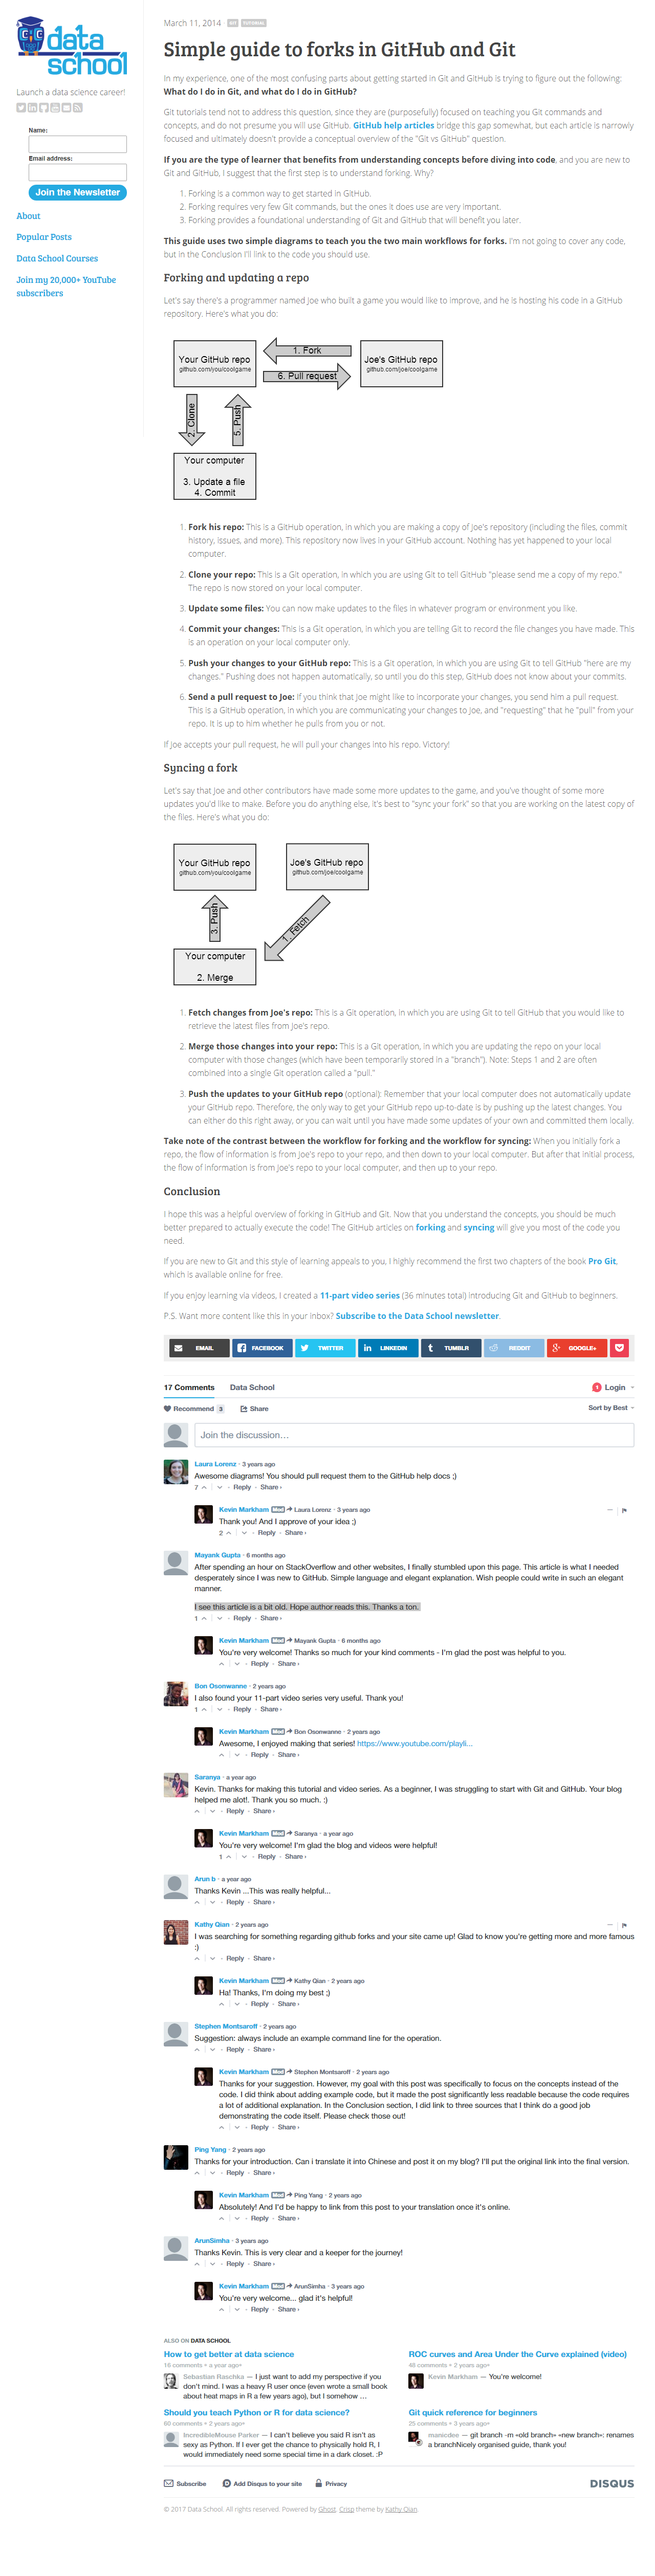 data
school
Launch a data science career!
Name:
Email address:
Join the Newsletter
About
Popular Posts
Data School Courses
Join my 20,000+ YouTube
subscribers
March 11, 2014 GIT TUTORIAL
Simple guide to forks in GitHub and Git
In my experience, one of the most confusing parts about getting started in Git and GitHub is trying to figure out the following:
What do I do in Git, and what do I do in GitHub?
Git tutorials tend not to address this question, since they are (purposefully) focused on teaching you Git commands and
concepts, and do not presume you will use GitHub. GitHub help articles bridge this gap somewhat, but each article is narrowly
focused and ultimately doesn't provide a conceptual overview of the "Git vs GitHub" question.
If you are the type of learner that benefits from understanding concepts before diving into code, and you are new to
Git and GitHub, I suggest that the first step is to understand forking. Why?
1. Forking is a common way to get started in GitHub.
2. Forking requires very few Git commands, but the ones it does use are very important.
3. Forking provides a foundational understanding of Git and GitHub that will benefit you later.
This guide uses two simple diagrams to teach you the two main workflows for forks. I'm not going to cover any code,
but in the Conclusion I'll link to the code you should use.
Forking and updating a repo
Let's say there's a programmer named Joe who built a game you would like to improve, and he is hosting his code in a GitHub
repository. Here's what you do:
Your GitHub repo
github.com/you/coolgame
1. Fork
6. Pull request
Joe's GitHub repo
github.com/joe/coolgame
2. Clone
5. Push
Your computer
3. Update a file
4. Commit
1. Fork his repo: This is a GitHub operation, in which you are making a copy of Joe's repository (including the files, commit
history, issues, and more). This repository now lives in your GitHub account. Nothing has yet happened to your local
computer.
2. Clone your repo: This is a Git operation, in which you are using Git to tell GitHub "please send me a copy of my repo."
The repo is now stored on your local computer.
3. Update some files: You can now make updates to the files in whatever program or environment you like.
4. Commit your changes: This is a Git operation, in which you are telling Git to record the file changes you have made. This
is an operation on your local computer only.
5. Push your changes to your GitHub repo: This is a Git operation, in which you are using Git to tell GitHub "here are my
changes." Pushing does not happen automatically, so until you do this step, GitHub does not know about your commits.
6. Send a pull request to Joe: If you think that Joe might like to incorporate your changes, you send him a pull request.
This is a GitHub operation, in which you are communicating your changes to Joe, and "requesting" that he "pull" from your
repo. It is up to him whether he pulls from you or not.
If Joe accepts your pull request, he will pull your changes into his repo. Victory!
Syncing a fork
Let's say that Joe and other contributors have made some more updates to the game, and you've thought of some more
updates you'd like to make. Before you do anything else, it's best to "sync your fork" so that you are working on the latest copy of
the files. Here's what you do:
Your GitHub repo
github.com/you/coolgame
Joe's GitHub repo
github.com/joe/coolgame
3. Push
1. Fetch
Your computer
2. Merge
1. Fetch changes from Joe's repo: This is a Git operation, in which you are using Git to tell GitHub that you would like to
retrieve the latest files from Joe's repo.
2. Merge those changes into your repo: This is a Git operation, in which you are updating the repo on your local
computer with those changes (which have been temporarily stored in a "branch"). Note: Steps 1 and 2 are often
combined into a single Git operation called a "pull."
3. Push the updates to your GitHub repo (optional): Remember that your local computer does not automatically update
your GitHub repo. Therefore, the only way to get your GitHub repo up-to-date is by pushing up the latest changes. You
can either do this right away, or you can wait until you have made some updates of your own and committed them locally.
Take note of the contrast between the workflow for forking and the workflow for syncing: When you initially fork a
repo, the flow of information is from Joe's repo to your repo, and then down to your local computer. But after that initial process,
the flow of information is from Joe's repo to your local computer, and then up to your repo.
Conclusion
I hope this was a helpful overview of forking in GitHub and Git. Now that you understand the concepts, you should be much
better prepared to actually execute the code! The GitHub articles on forking and syncing will give you most of the code you
need.
If you are new to Git and this style of learning appeals to you, I highly recommend the first two chapters of the book Pro Git,
which is available online for free.
If you enjoy learning via videos, I created a 11-part video series (36 minutes total) introducing Git and GitHub to beginners.
P.S. Want more content like this in your inbox? Subscribe to the Data School newsletter.
EMAIL FACEBOOK TWITTER LINKEDIN TUMBLR REDDIT GOOGLE+
17 Comments Data School 1 Login
Recommend 3 Share Sort by Best
Join the discussion…
Laura Lorenz · 3 years ago
Awesome diagrams! You should pull request them to the GitHub help docs ;)
7 · Reply · Share ›
Kevin Markham Mod Laura Lorenz · 3 years ago
Thank you! And I approve of your idea ;)
2 · Reply · Share ›
Mayank Gupta · 6 months ago
After spending an hour on StackOverflow and other websites, I finally stumbled upon this page. This article is what I needed
desperately since I was new to GitHub. Simple language and elegant explanation. Wish people could write in such an elegant
manner.
I see this article is a bit old. Hope author reads this. Thanks a ton.
1 · Reply · Share ›
Kevin Markham Mod Mayank Gupta · 6 months ago
You're very welcome! Thanks so much for your kind comments - I'm glad the post was helpful to you.
· Reply · Share ›
Bon Osonwanne · 2 years ago
I also found your 11-part video series very useful. Thank you!
1 · Reply · Share ›
Kevin Markham Mod Bon Osonwanne · 2 years ago
Awesome, I enjoyed making that series! https://www.youtube.com/playli...
· Reply · Share ›
Saranya · a year ago
Kevin. Thanks for making this tutorial and video series. As a beginner, I was struggling to start with Git and GitHub. Your blog
helped me alot!. Thank you so much. :)
· Reply · Share ›
Kevin Markham Mod Saranya · a year ago
You're very welcome! I'm glad the blog and videos were helpful!
1 · Reply · Share ›
Arun b · a year ago
Thanks Kevin ...This was really helpful...
· Reply · Share ›
Kathy Qian · 2 years ago
I was searching for something regarding github forks and your site came up! Glad to know you're getting more and more famous
:)
· Reply · Share ›
Kevin Markham Mod Kathy Qian · 2 years ago
Ha! Thanks, I'm doing my best ;)
· Reply · Share ›
Stephen Montsaroff · 2 years ago
Suggestion: always include an example command line for the operation.
· Reply · Share ›
Kevin Markham Mod Stephen Montsaroff · 2 years ago
Thanks for your suggestion. However, my goal with this post was specifically to focus on the concepts instead of the
code. I did think about adding example code, but it made the post significantly less readable because the code requires
a lot of additional explanation. In the Conclusion section, I did link to three sources that I think do a good job
demonstrating the code itself. Please check those out!
· Reply · Share ›
Ping Yang · 2 years ago
Thanks for your introduction. Can i translate it into Chinese and post it on my blog? I'll put the original link into the final version.
· Reply · Share ›
Kevin Markham Mod Ping Yang · 2 years ago
Absolutely! And I'd be happy to link from this post to your translation once it's online.
· Reply · Share ›
ArunSimha · 3 years ago
Thanks Kevin. This is very clear and a keeper for the journey!
· Reply · Share ›
Kevin Markham Mod ArunSimha · 3 years ago
You're very welcome... glad it's helpful!
· Reply · Share ›
ALSO ON DATA SCHOOL
How to get better at data science
16 comments • a year ago•
Sebastian Raschka — I just want to add my perspective if you
don't mind. I was a heavy R user once (even wrote a small book
about heat maps in R a few years ago), but I somehow …
ROC curves and Area Under the Curve explained (video)
46 comments • 2 years ago•
Kevin Markham — You're welcome!
Should you teach Python or R for data science?
60 comments • 2 years ago•
IncredibleMouse Parker — I can't believe you said R isn't as
sexy as Python. If I ever get the chance to physically hold R, I
would immediately need some special time in a dark closet. :P
Git quick reference for beginners
25 comments • 3 years ago•
manicdee — git branch -m «old branch» «new branch»: renames
a branchNicely organised guide, thank you!
Subscribe Add Disqus to your site Privacy DISQUS
© 2017 Data School. All rights reserved. Powered by Ghost. Crisp theme by Kathy Qian.